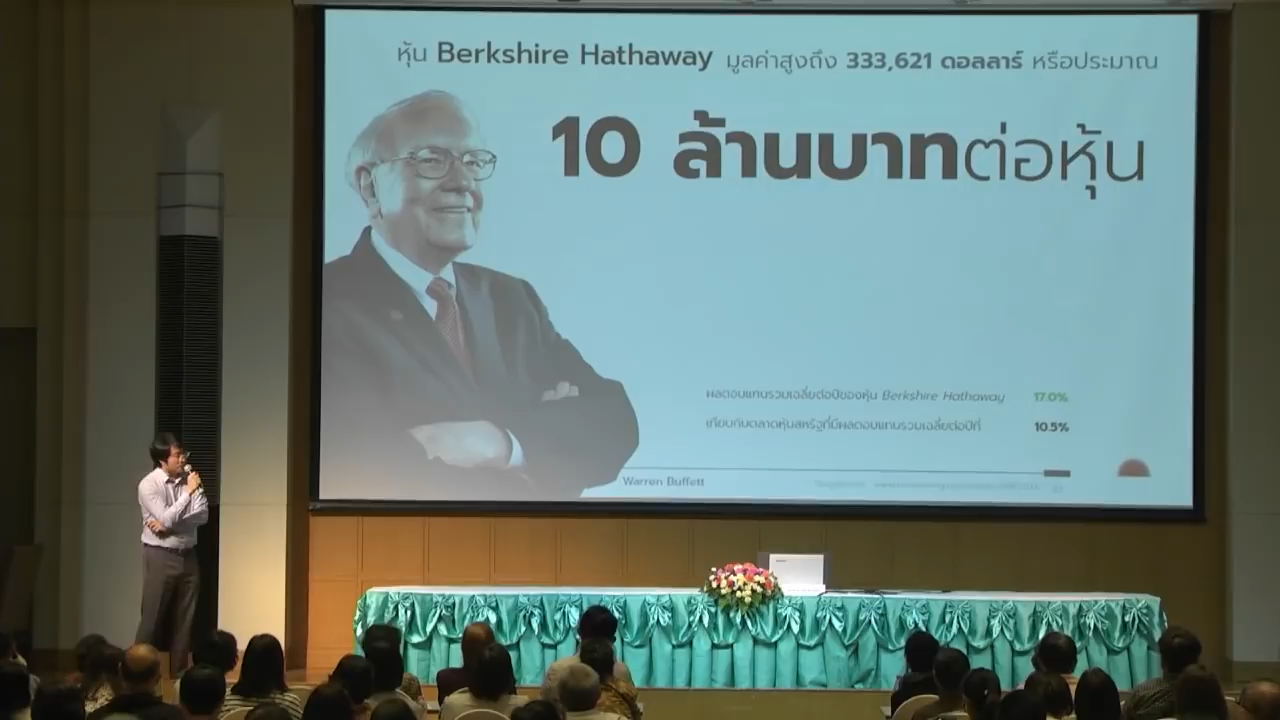 หุ้น Berkshire Hathaway มูลค่าสูงถึง 333,621 ดอลลาร์ หรือประมาณ
10 ล้านบาทต่อหุ้น
ผลตอบแทนรวมเฉลี่ยต่อปีของหุ้น Berkshire Hathaway 17.0%
เทียบกับตลาดหุ้นสหรัฐที่มีผลตอบแทนรวมเฉลี่ยต่อปีที่ 10.5%
Warren Buffett